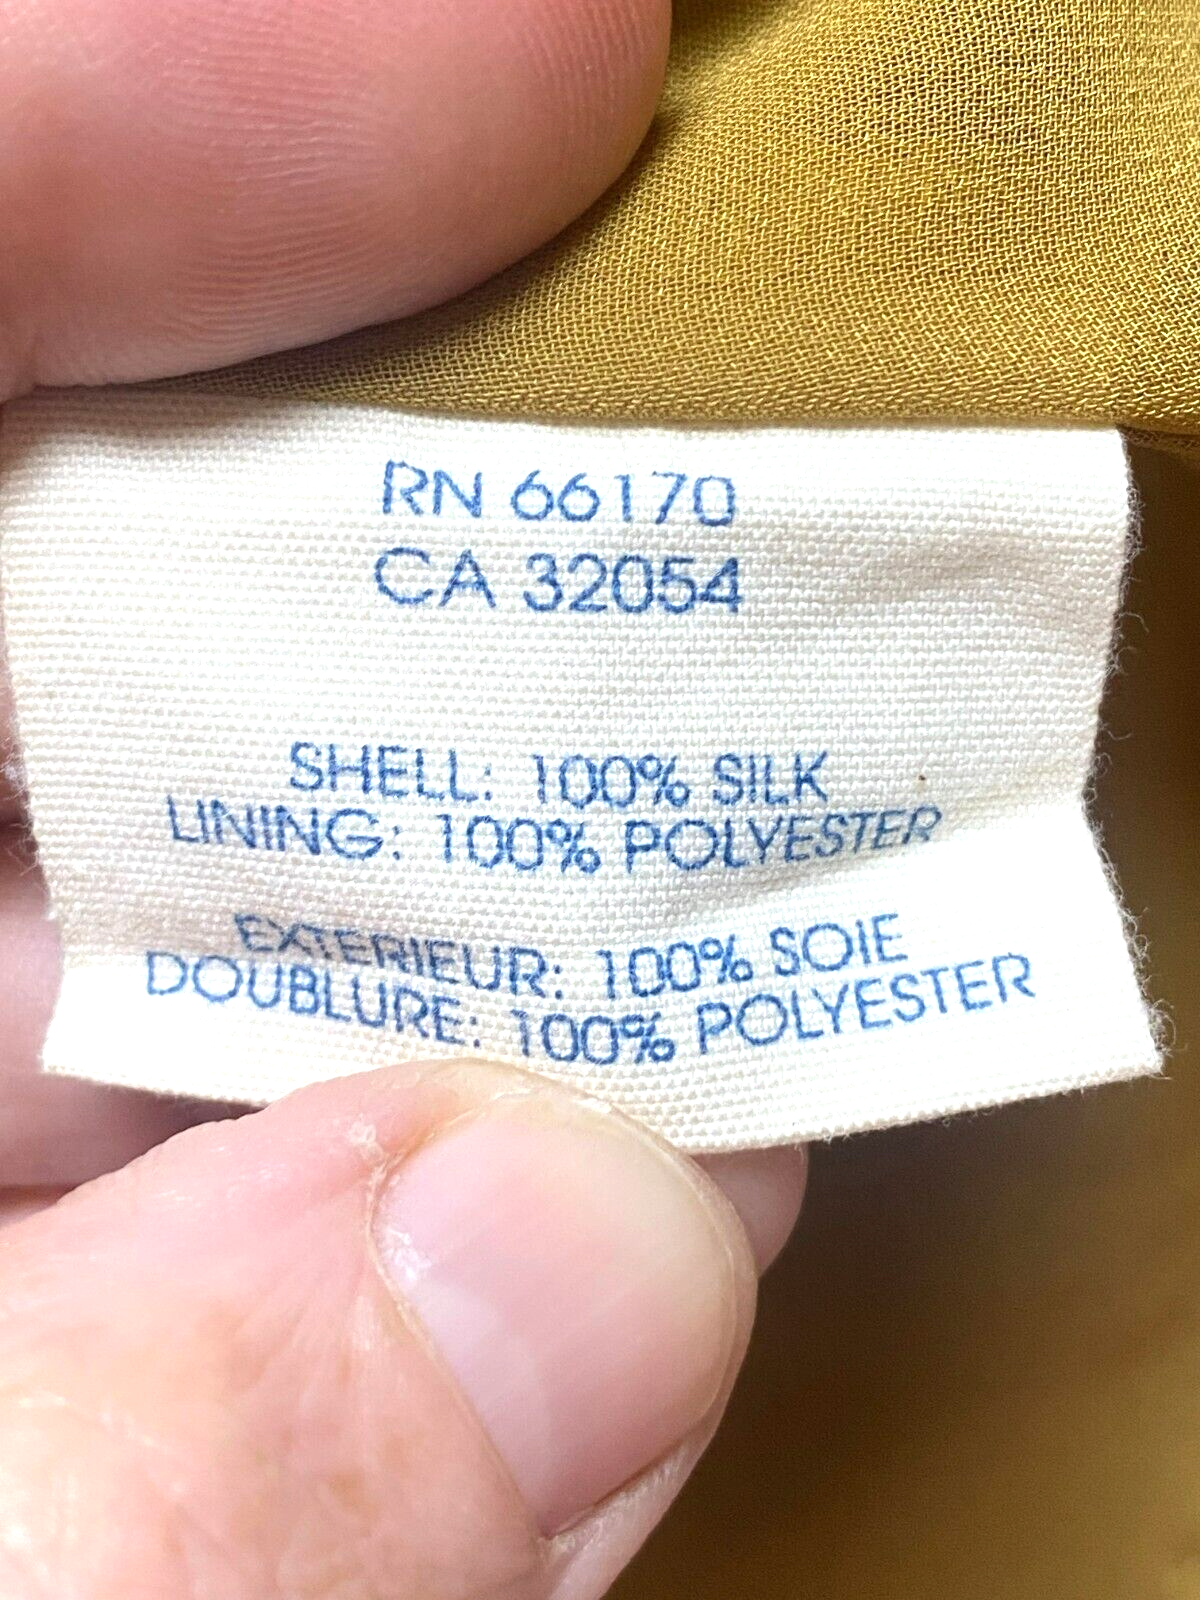 RN 66170
CA 32054
SHELL: 100% SILK
LINING: 100% POLYESTER
EXTERIEUR: 100% SOIE
DOUBLURE: 100% POLYESTER